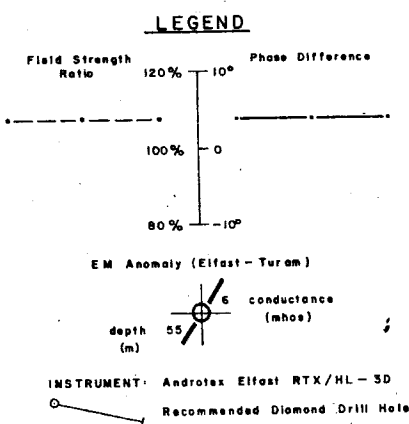 LEGEND
Field Strength Ratio
120%
10°
Phase Difference
100%
0
80%
-10°
EM Anomaly (Elfast - Turam)
6
conductance
(mhos)
depth
(m)
55
INSTRUMENT: Androtex Elfast RTX/HL - 3D
Recommended Diamond Drill Hole